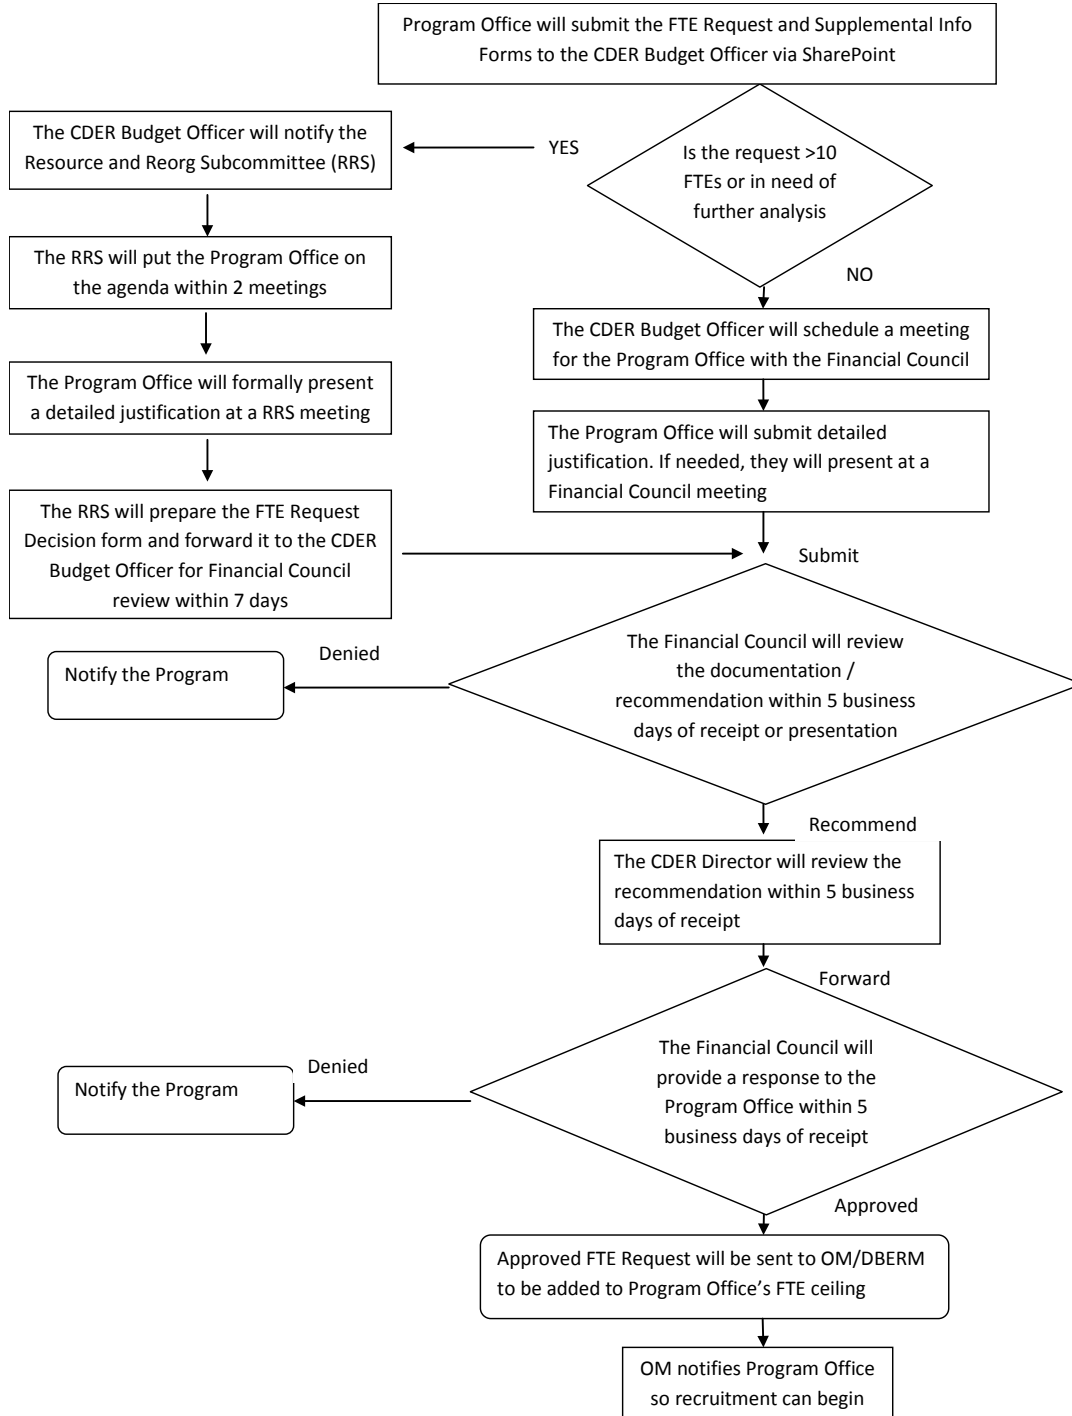 Program Office will submit the FTE Request and Supplemental Info
Forms to the CDER Budget Officer via SharePoint
Is the request >10
FTEs or in need of
further analysis
YES
The CDER Budget Officer will notify the
Resource and Reorg Subcommittee (RRS)
The RRS will put the Program Office on
the agenda within 2 meetings
The Program Office will formally present
a detailed justification at a RRS meeting
The RRS will prepare the FTE Request
Decision form and forward it to the CDER
Budget Officer for Financial Council
review within 7 days
NO
The CDER Budget Officer will schedule a meeting
for the Program Office with the Financial Council
The Program Office will submit detailed
justification. If needed, they will present at a
Financial Council meeting
Submit
The Financial Council will review
the documentation /
recommendation within 5 business
days of receipt or presentation
Denied
Notify the Program
Recommend
The CDER Director will review the
recommendation within 5 business
days of receipt
Forward
The Financial Council will
provide a response to the
Program Office within 5
business days of receipt
Denied
Notify the Program
Approved
Approved FTE Request will be sent to OM/DBERM
to be added to Program Office’s FTE ceiling
OM notifies Program Office
so recruitment can begin